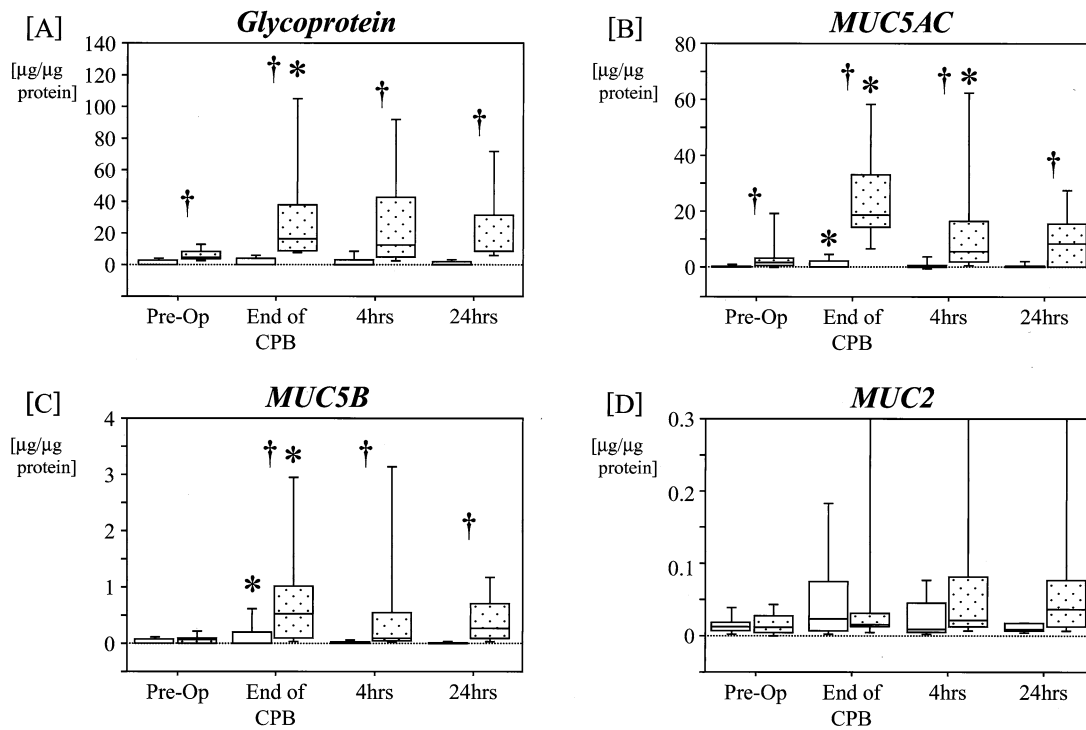 [A] Glycoprotein
[μg/μg
protein]
140
120
100
80
60
40
20
0
† † * † †
Pre-Op End of CPB 4hrs 24hrs
[B] MUC5AC
[μg/μg
protein]
80
60
40
20
0
† * † * † * †
Pre-Op End of CPB 4hrs 24hrs
[C] MUC5B
[μg/μg
protein]
4
3
2
1
0
* † * † †
Pre-Op End of CPB 4hrs 24hrs
[D] MUC2
[μg/μg
protein]
0.3
0.2
0.1
0
Pre-Op End of CPB 4hrs 24hrs